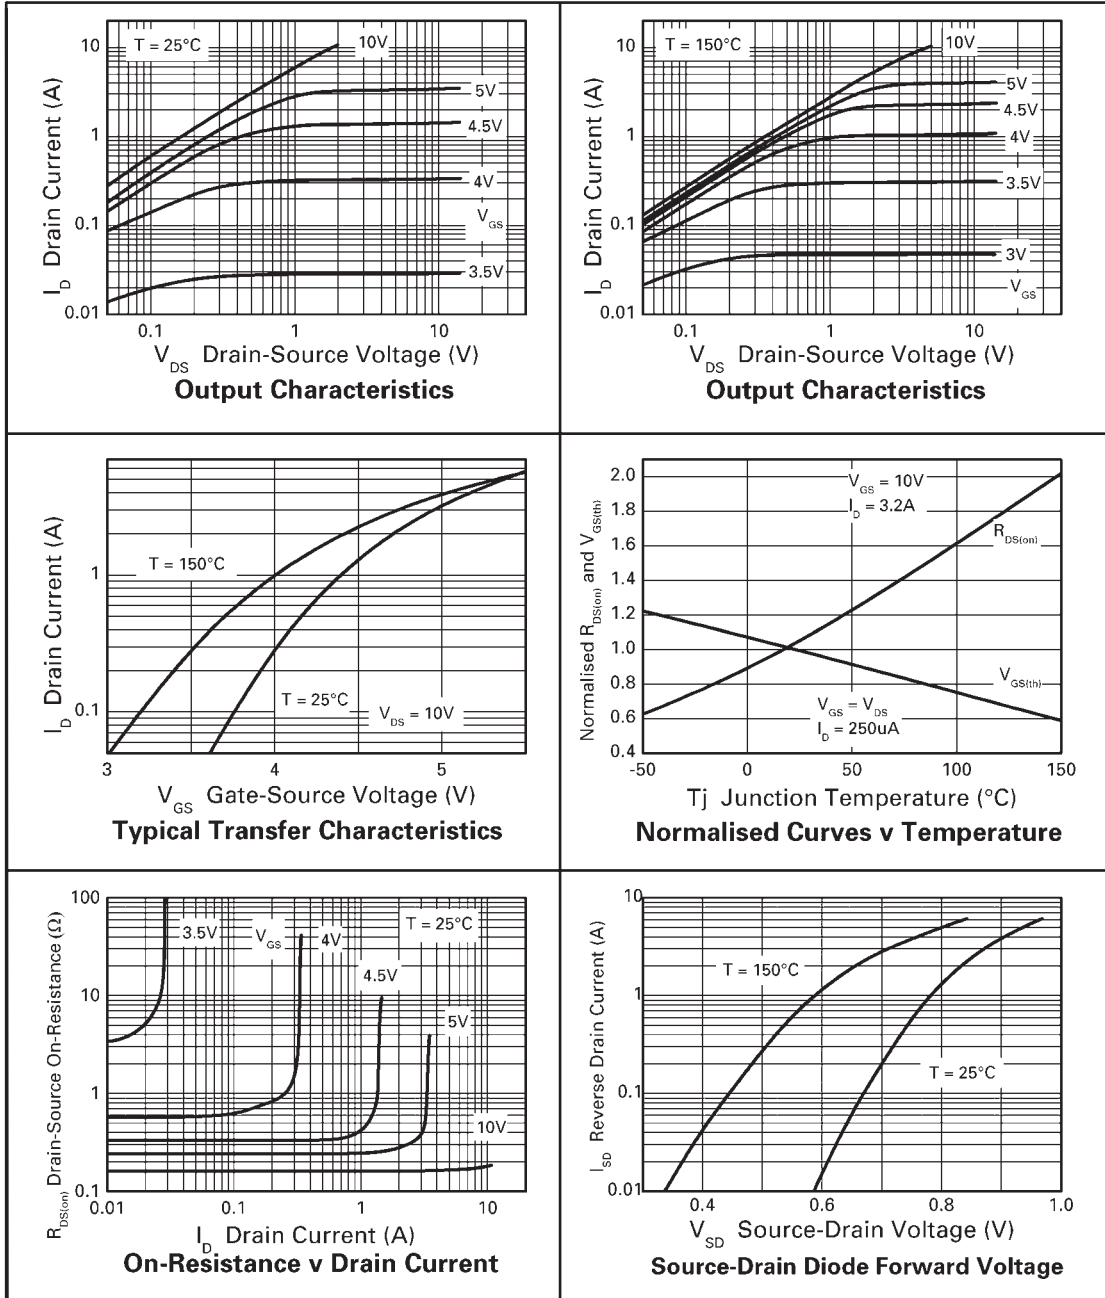 10
T = 25°C
10V
5V
4.5V
4V
V_GS
3.5V
1
0.1
0.01
0.1 1 10
I_D Drain Current (A)
V_DS Drain-Source Voltage (V)
Output Characteristics
10
T = 150°C
10V
5V
4.5V
4V
3.5V
3V
V_GS
1
0.1
0.01
0.1 1 10
I_D Drain Current (A)
V_DS Drain-Source Voltage (V)
Output Characteristics
T = 150°C
T = 25°C
V_DS = 10V
1
0.1
3 4 5
I_D Drain Current (A)
V_GS Gate-Source Voltage (V)
Typical Transfer Characteristics
2.0
1.8
1.6
1.4
1.2
1.0
0.8
0.6
0.4
V_GS = 10V
I_D = 3.2A
R_DS(on)
V_GS(th)
V_GS = V_DS
I_D = 250uA
-50 0 50 100 150
Normalised R_DS(on) and V_GS(th)
Tj Junction Temperature (°C)
Normalised Curves v Temperature
100
10
1
0.1
3.5V
V_GS
4V
T = 25°C
4.5V
5V
10V
0.01 0.1 1 10
R_DS(on) Drain-Source On-Resistance (Ω)
I_D Drain Current (A)
On-Resistance v Drain Current
10
1
0.1
0.01
T = 150°C
T = 25°C
0.4 0.6 0.8 1.0
I_SD Reverse Drain Current (A)
V_SD Source-Drain Voltage (V)
Source-Drain Diode Forward Voltage